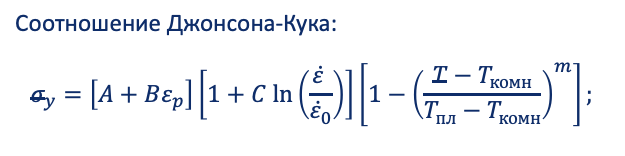 Соотношение Джонсона-Кука:
σ_y = [A + Bε_p] [1 + C ln(ε̇/ε̇_0)] [1 − ((T − T_комн)/(T_пл − T_комн))^m];